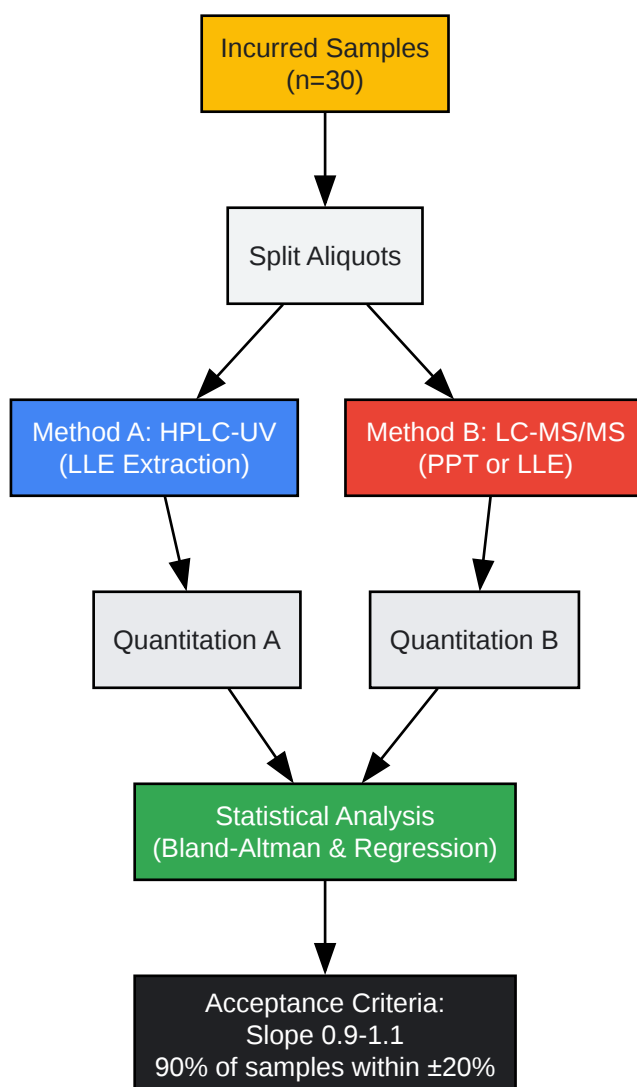 Incurred Samples
(n=30)
Split Aliquots
Method A: HPLC-UV
(LLE Extraction)
Method B: LC-MS/MS
(PPT or LLE)
Quantitation A
Quantitation B
Statistical Analysis
(Bland-Altman & Regression)
Acceptance Criteria:
Slope 0.9-1.1
90% of samples within ±20%